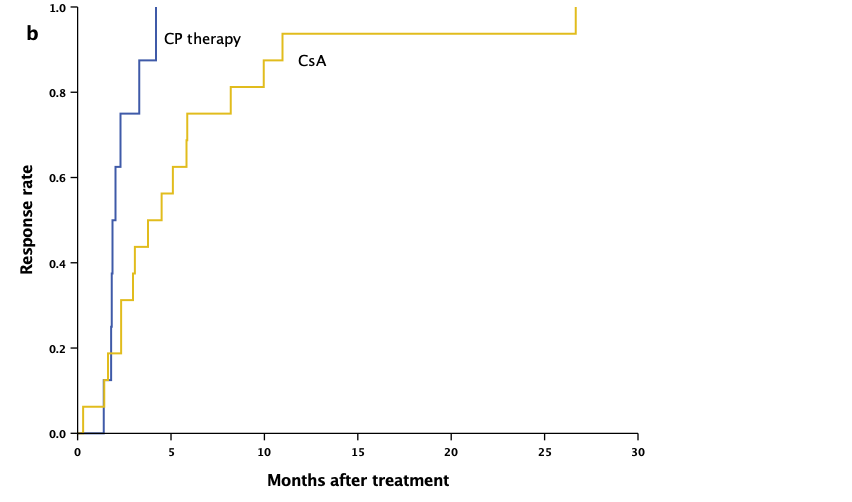 b
1.0
CP therapy
CsA
0.8
0.6
Response rate
0.4
0.2
0.0
0 5 10 15 20 25 30
Months after treatment